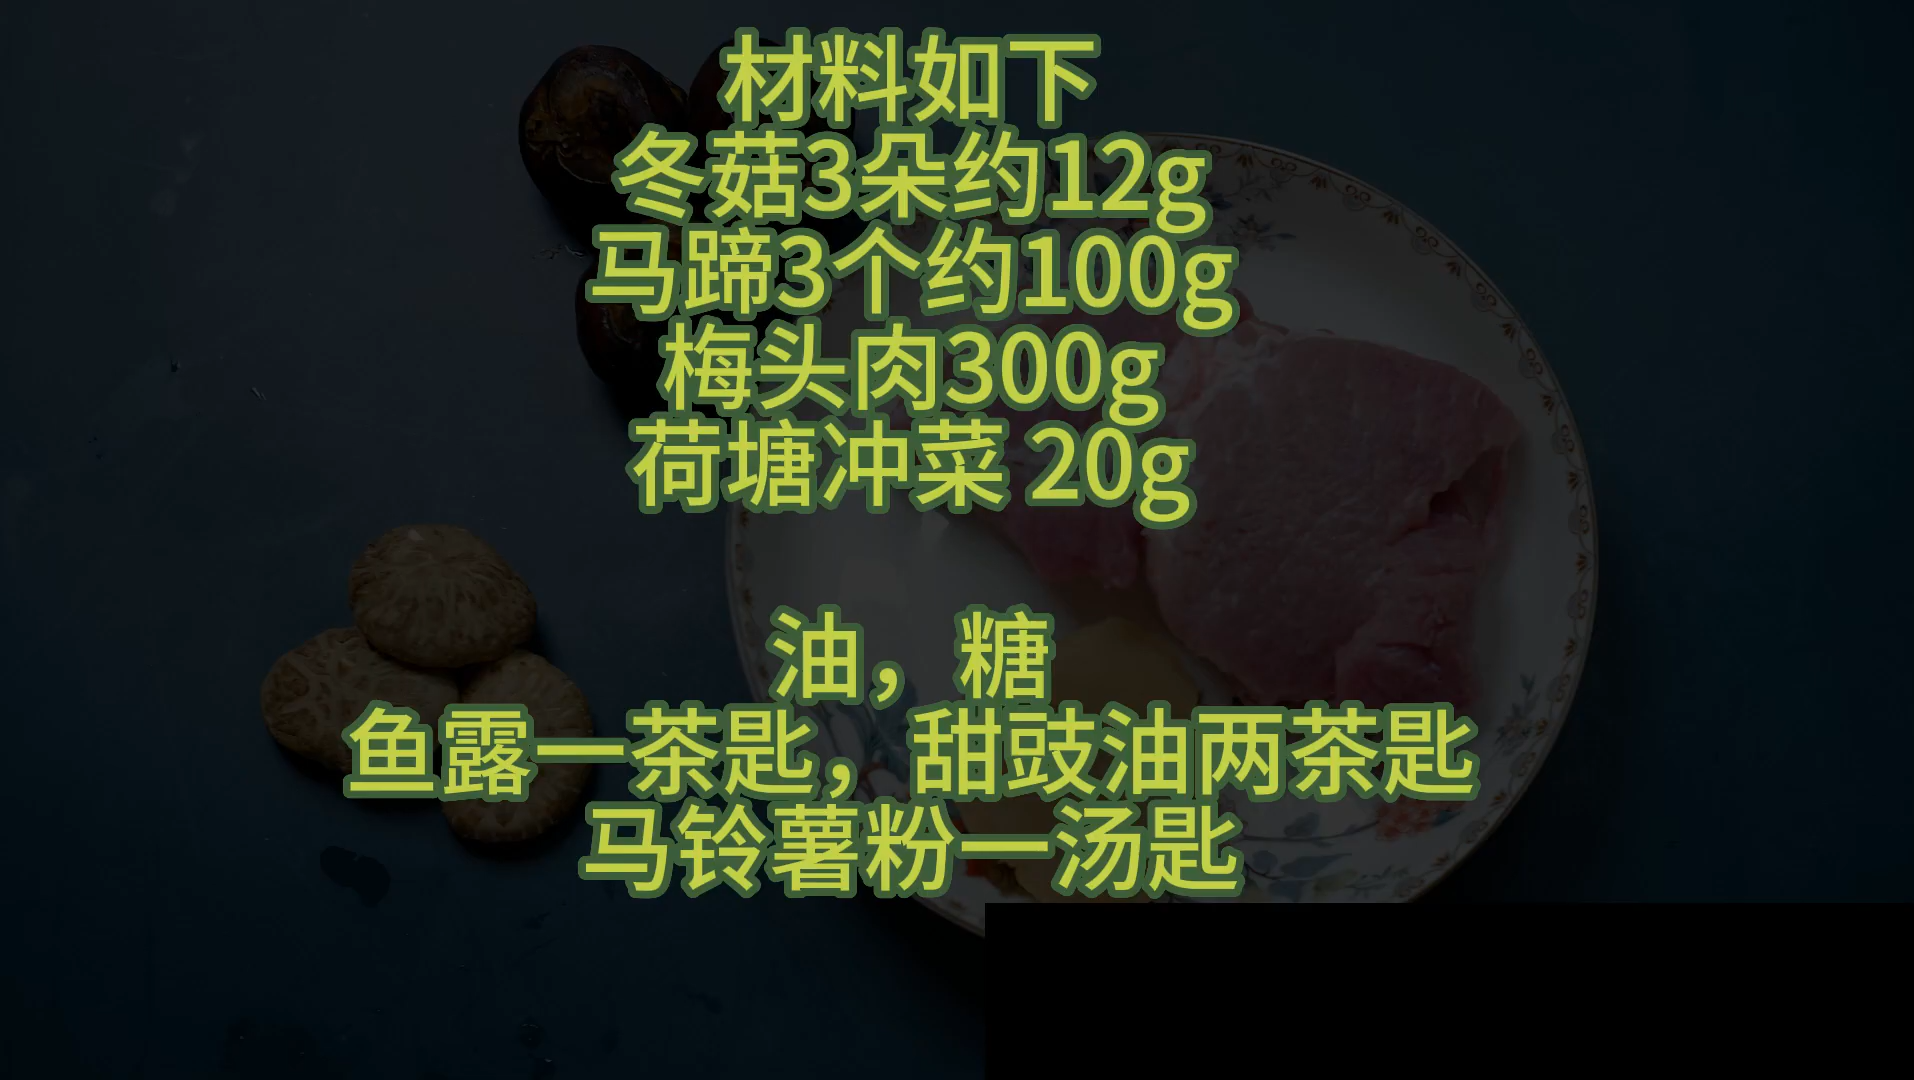 材料如下
冬菇3朵约12g
马蹄3个约100g
梅头肉300g
荷塘冲菜 20g
油，糖
鱼露一茶匙，甜豉油两茶匙
马铃薯粉一汤匙